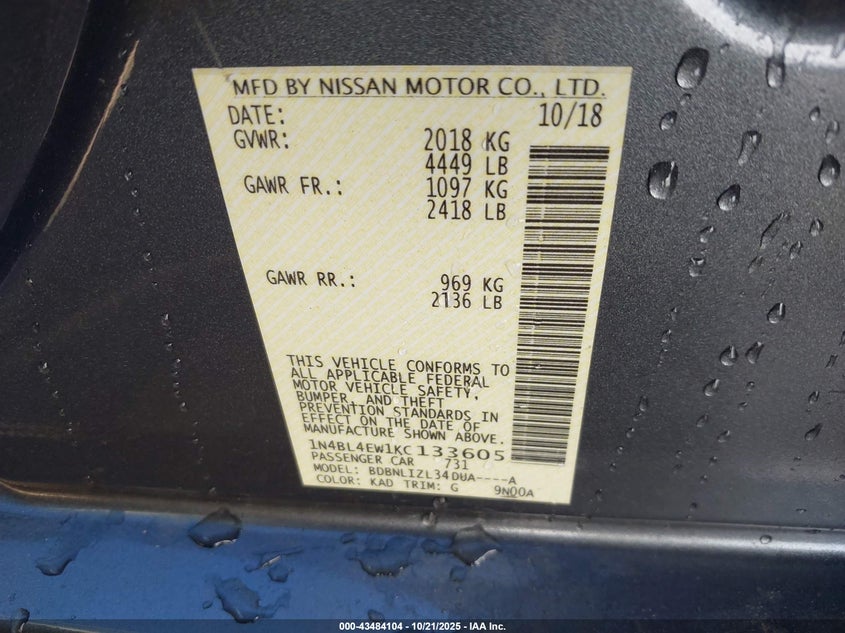 MFD BY NISSAN MOTOR CO., LTD.
DATE: 10/18
GVWR: 2018 KG
4449 LB
GAWR FR.: 1097 KG
2418 LB
GAWR RR.: 969 KG
2136 LB
THIS VEHICLE CONFORMS TO
ALL APPLICABLE FEDERAL
MOTOR VEHICLE SAFETY,
BUMPER, AND THEFT
PREVENTION STANDARDS IN
EFFECT ON THE DATE OF
MANUFACTURE SHOWN ABOVE.
1N4BL4EW1KC133605
PASSENGER CAR 731
MODEL: BDBNLIZL34DUA----A
COLOR: KAD TRIM: G 9N00A
000-43484104 | 10/21/2025 | IAA Inc.